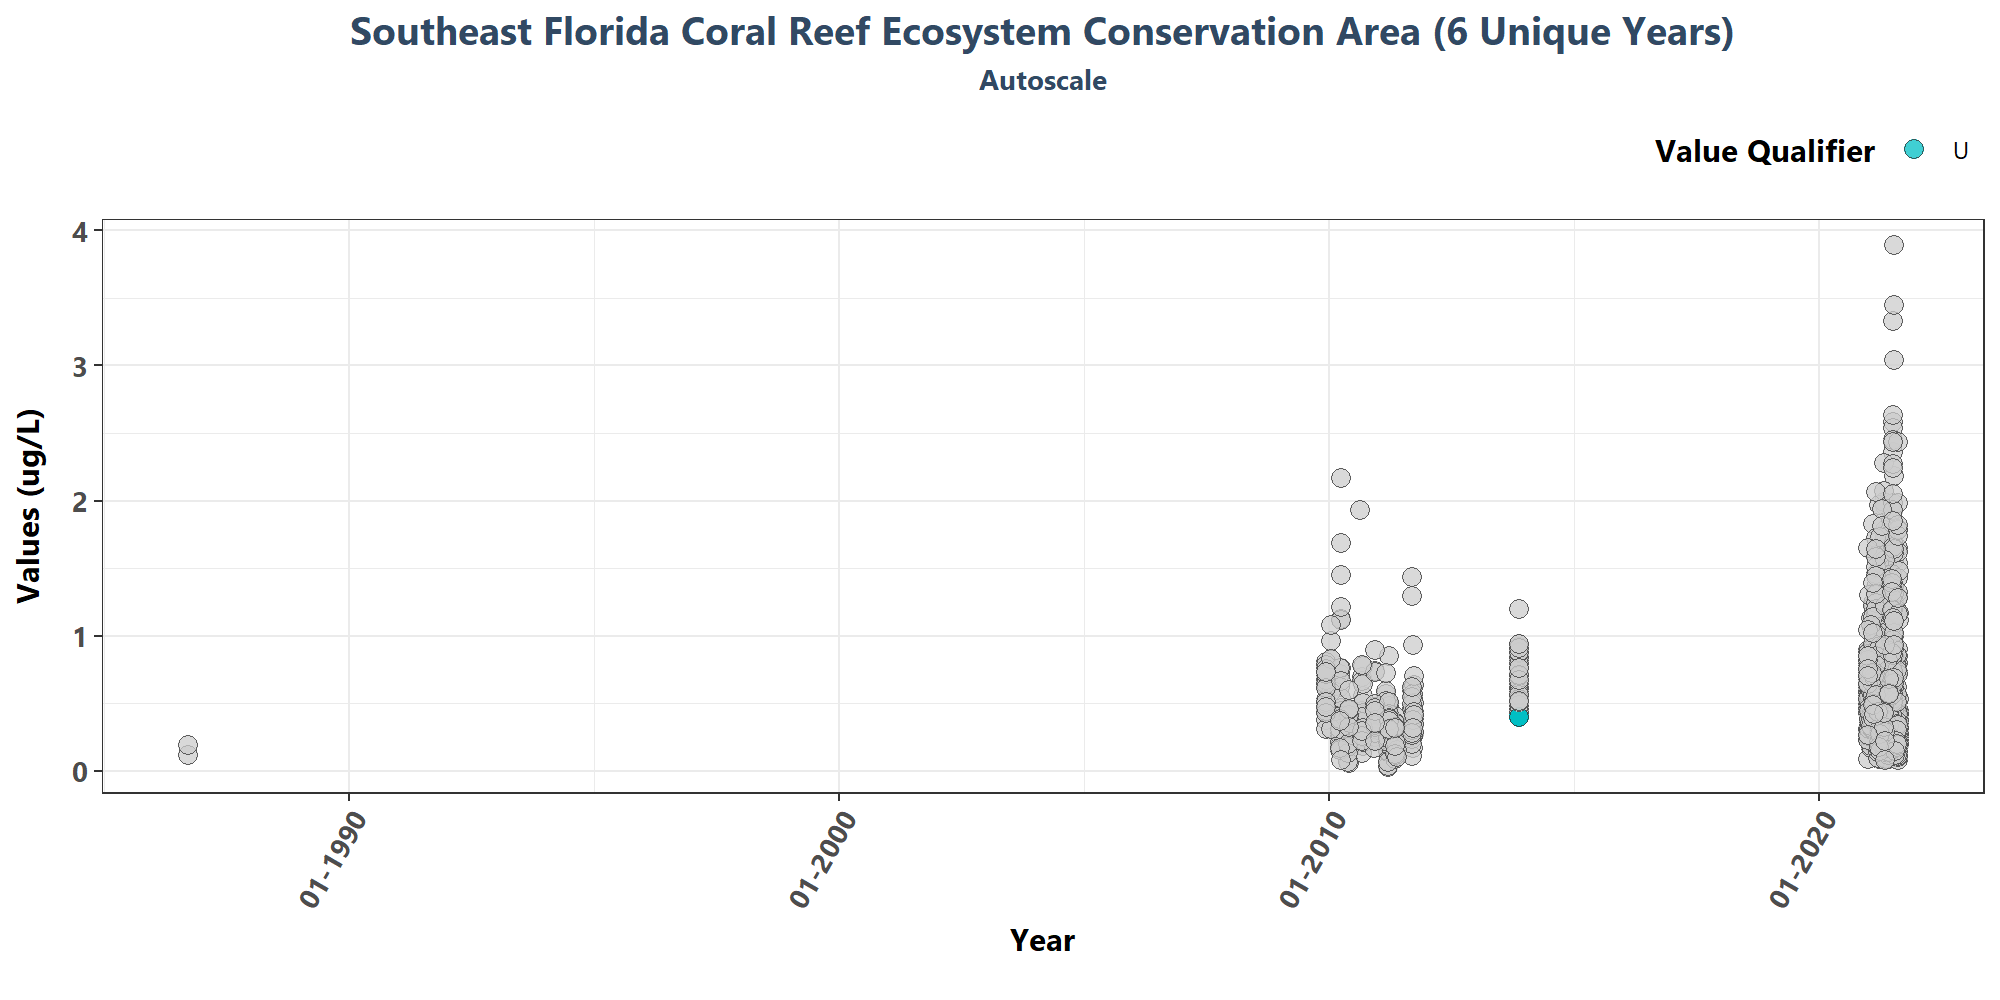 Southeast Florida Coral Reef Ecosystem Conservation Area (6 Unique Years)
Autoscale
Value Qualifier U
Values (ug/L)
4
3
2
1
0
01-1990 01-2000 01-2010 01-2020
Year